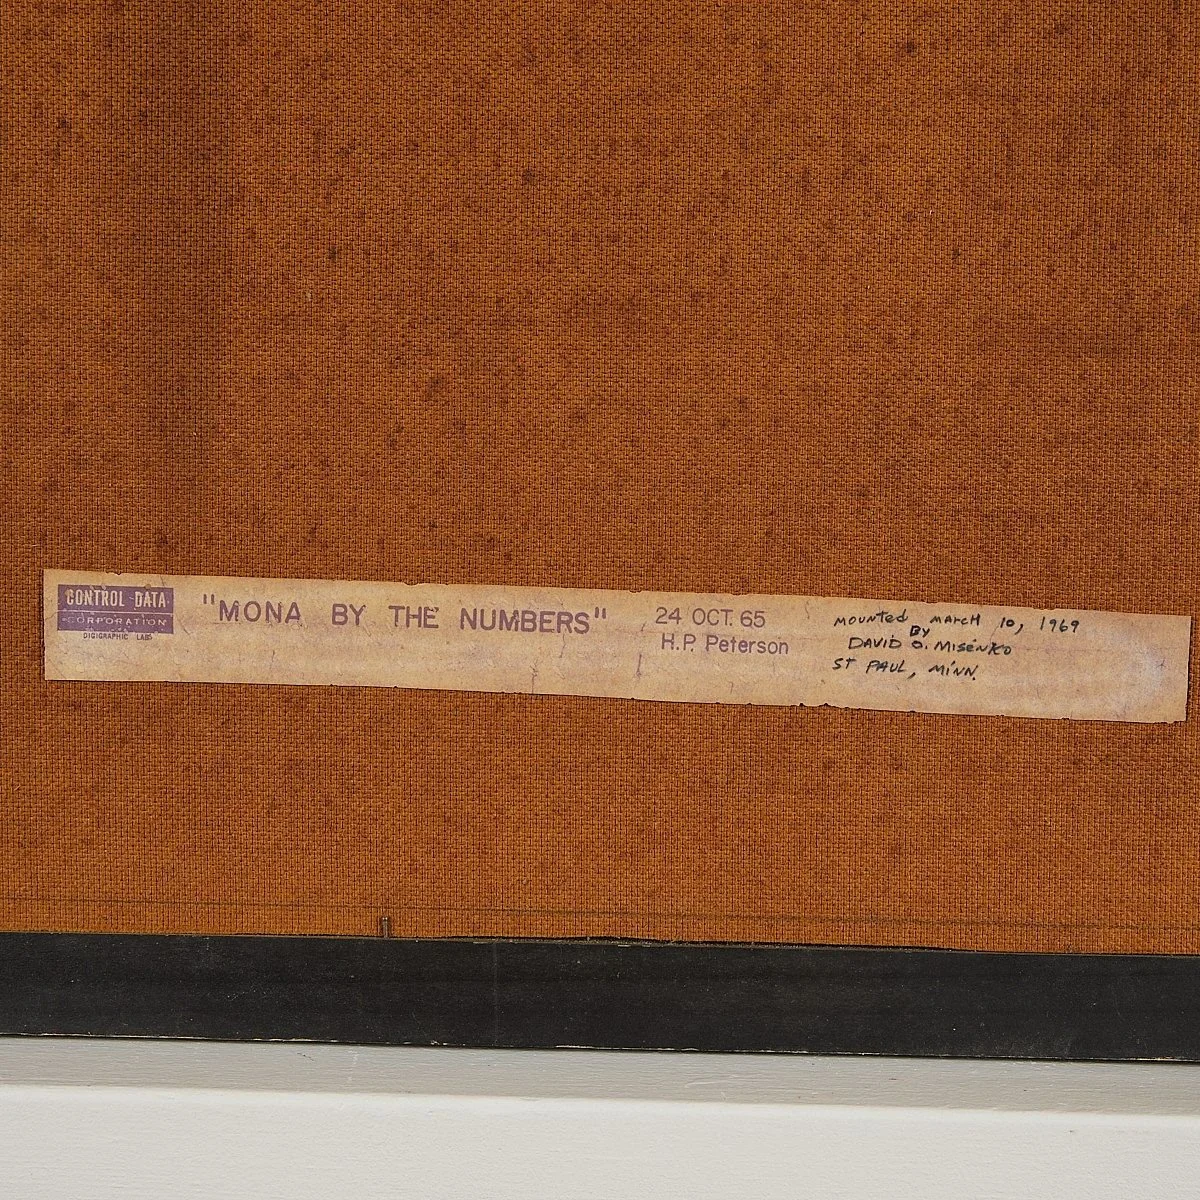 CONTROL DATA
CORPORATION
DIGIGRAPHIC LABS
"MONA BY THE NUMBERS"
24 OCT. 65
H.P. Peterson
MOUNTED MARCH 10, 1969
BY
DAVID O. MISENKO
ST PAUL, MINN.